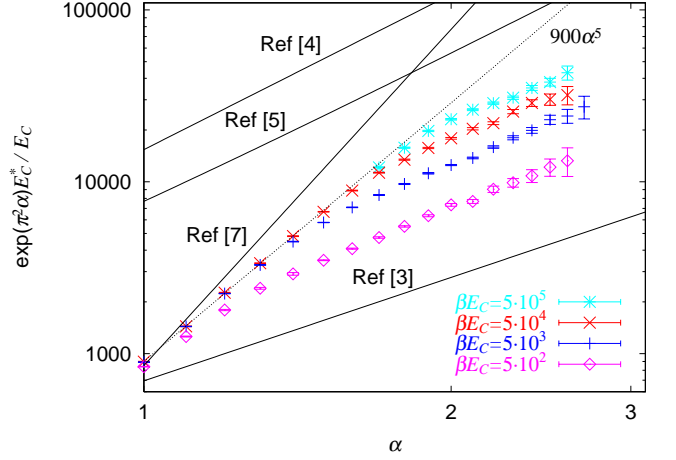 100000
Ref [4]
900α⁵
Ref [5]
exp(π²α)E*_C / E_C
10000
Ref [7]
Ref [3]
βE_C=5·10⁵
βE_C=5·10⁴
βE_C=5·10³
βE_C=5·10²
1000
1
2
3
α